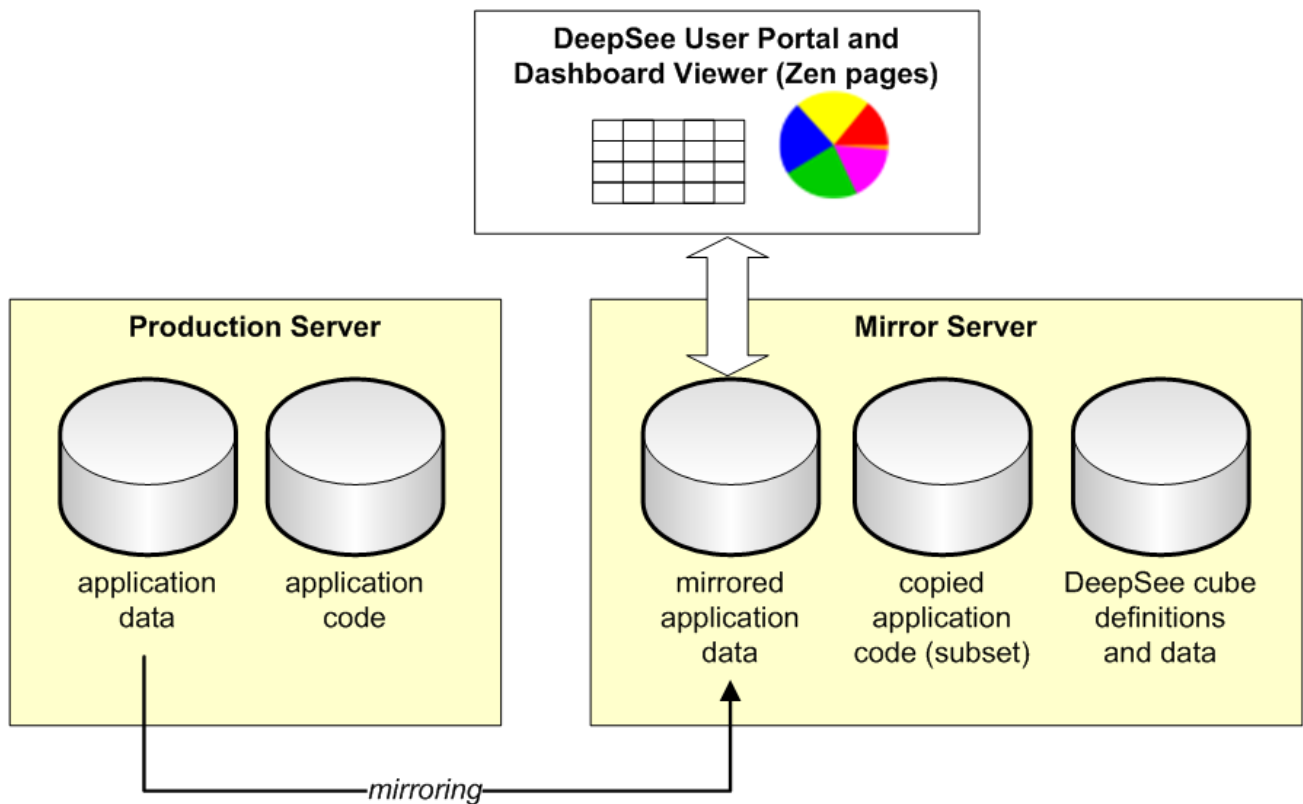 DeepSee User Portal and
Dashboard Viewer (Zen pages)
Production Server
application
data
application
code
Mirror Server
mirrored
application
data
copied
application
code (subset)
DeepSee cube
definitions
and data
mirroring